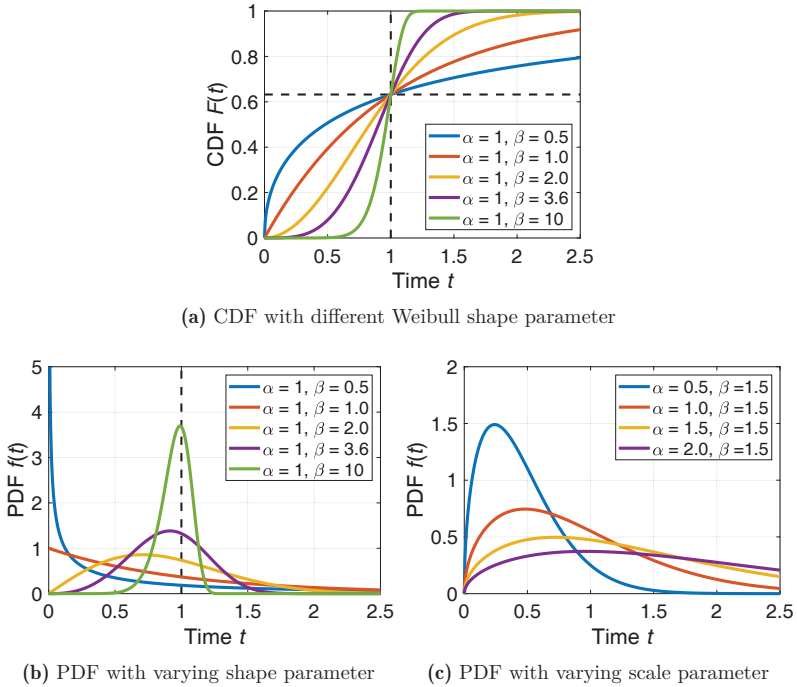 1
0.8
0.6
0.4
0.2
0
CDF F(t)
α = 1, β = 0.5
α = 1, β = 1.0
α = 1, β = 2.0
α = 1, β = 3.6
α = 1, β = 10
0 0.5 1 1.5 2 2.5
Time t
(a) CDF with different Weibull shape parameter
5
4
3
2
1
0
PDF f(t)
α = 1, β = 0.5
α = 1, β = 1.0
α = 1, β = 2.0
α = 1, β = 3.6
α = 1, β = 10
0 0.5 1 1.5 2 2.5
Time t
(b) PDF with varying shape parameter
2
1.5
1
0.5
0
PDF f(t)
α = 0.5, β =1.5
α = 1.0, β =1.5
α = 1.5, β =1.5
α = 2.0, β =1.5
0 0.5 1 1.5 2 2.5
Time t
(c) PDF with varying scale parameter